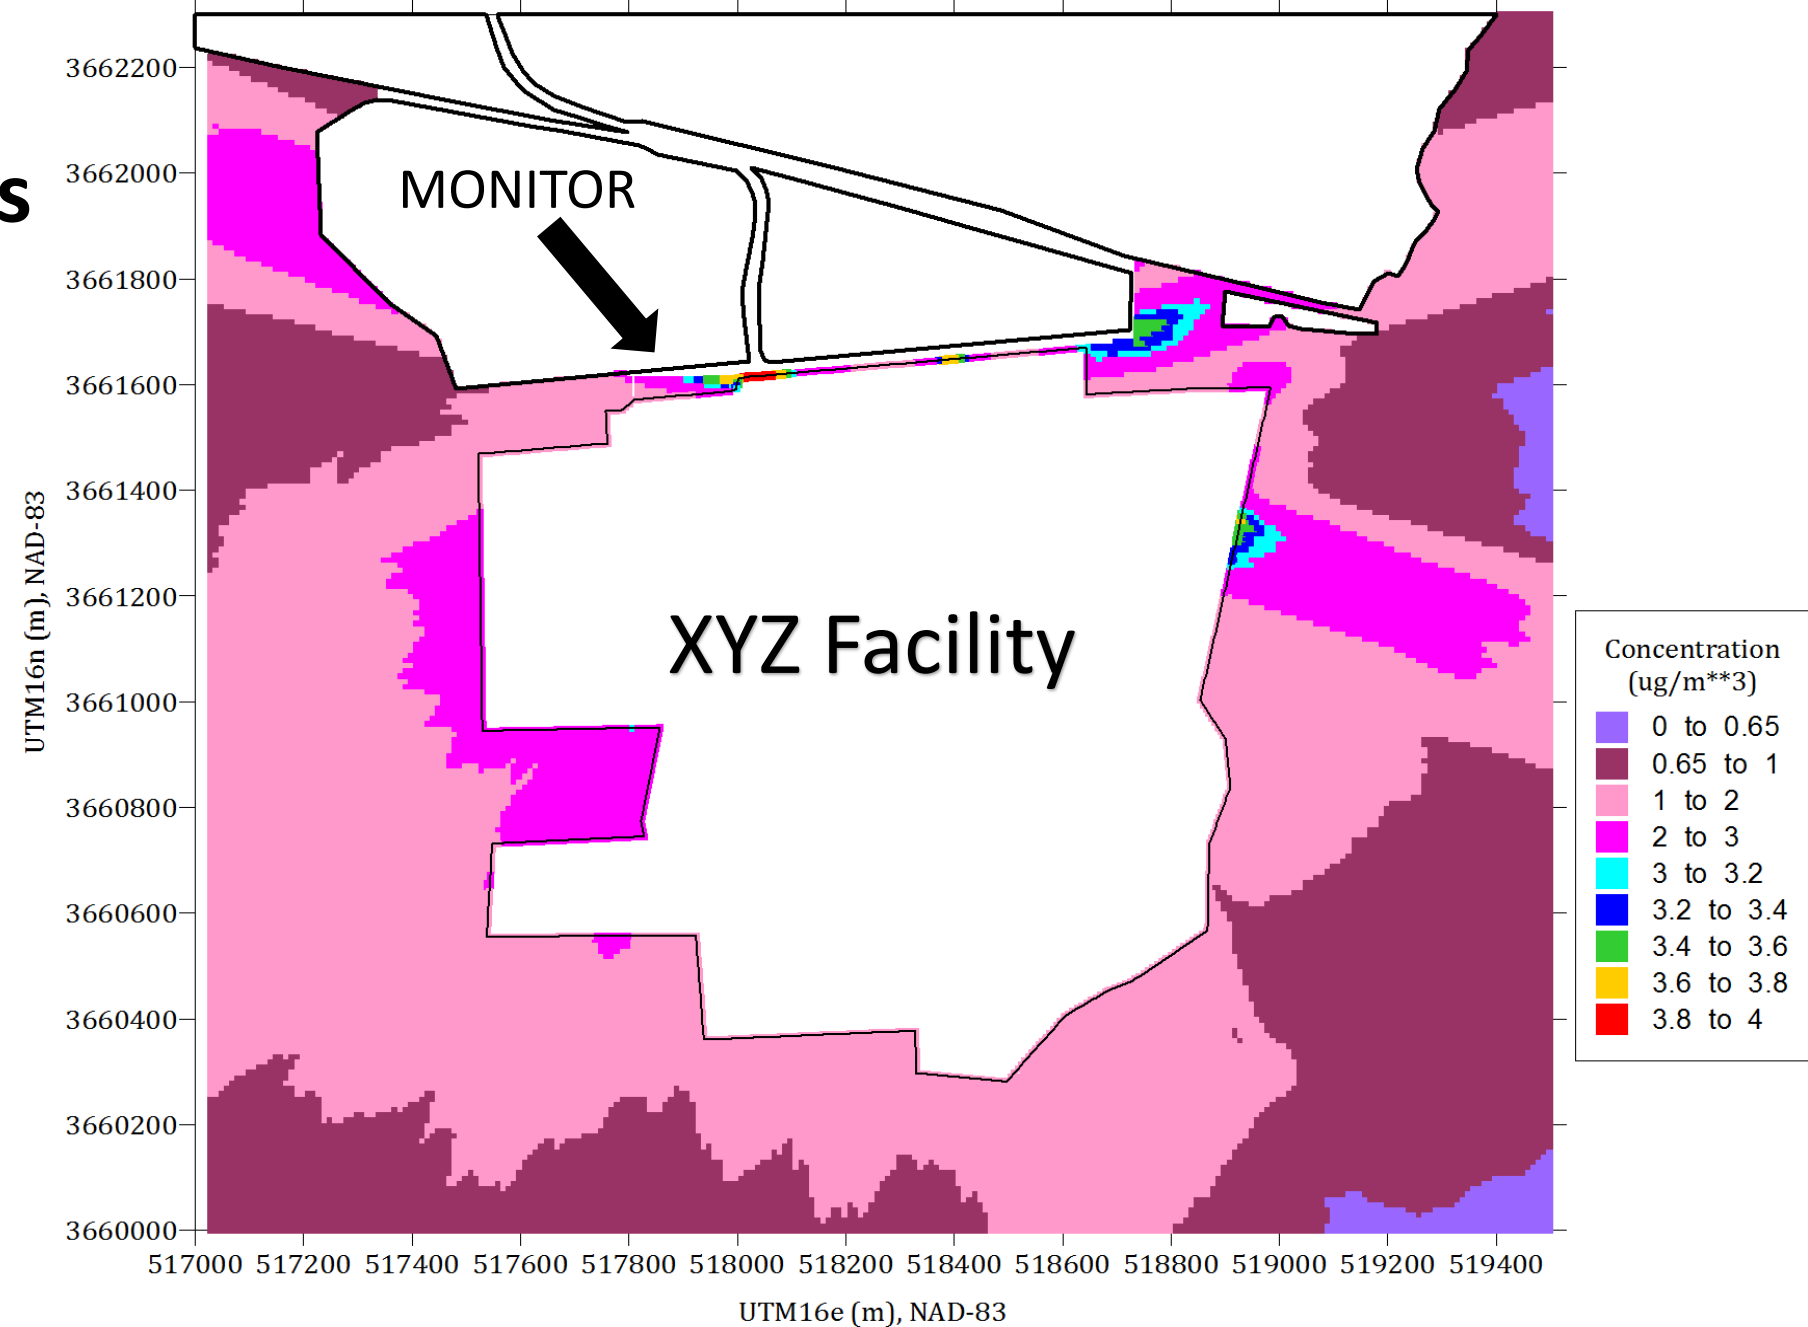 s
MONITOR
XYZ Facility
3662200
3662000
3661800
3661600
3661400
3661200
3661000
3660800
3660600
3660400
3660200
3660000
UTM16n (m), NAD-83
517000 517200 517400 517600 517800 518000 518200 518400 518600 518800 519000 519200 519400
UTM16e (m), NAD-83
Concentration
(ug/m**3)
0 to 0.65
0.65 to 1
1 to 2
2 to 3
3 to 3.2
3.2 to 3.4
3.4 to 3.6
3.6 to 3.8
3.8 to 4